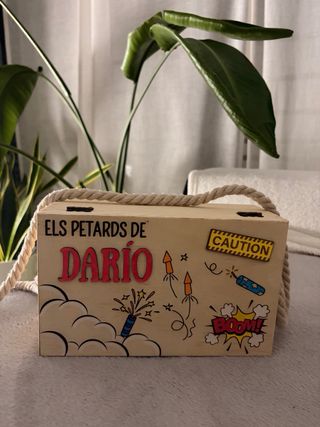 ELS PETARDS DE
DARÍO
CAUTION
BOOM!